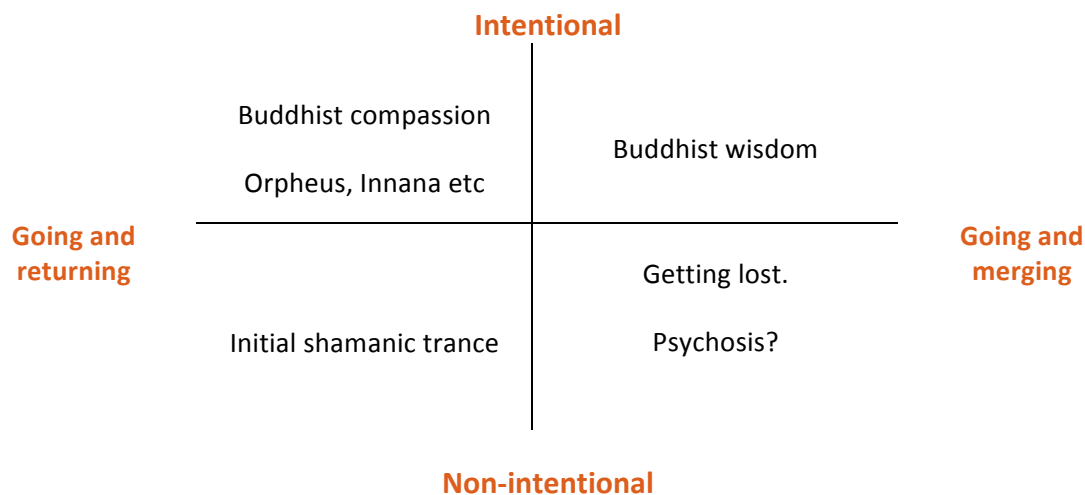 Intentional
Buddhist compassion
Buddhist wisdom
Orpheus, Innana etc
Going and
returning
Going and
merging
Getting lost.
Initial shamanic trance
Psychosis?
Non-intentional